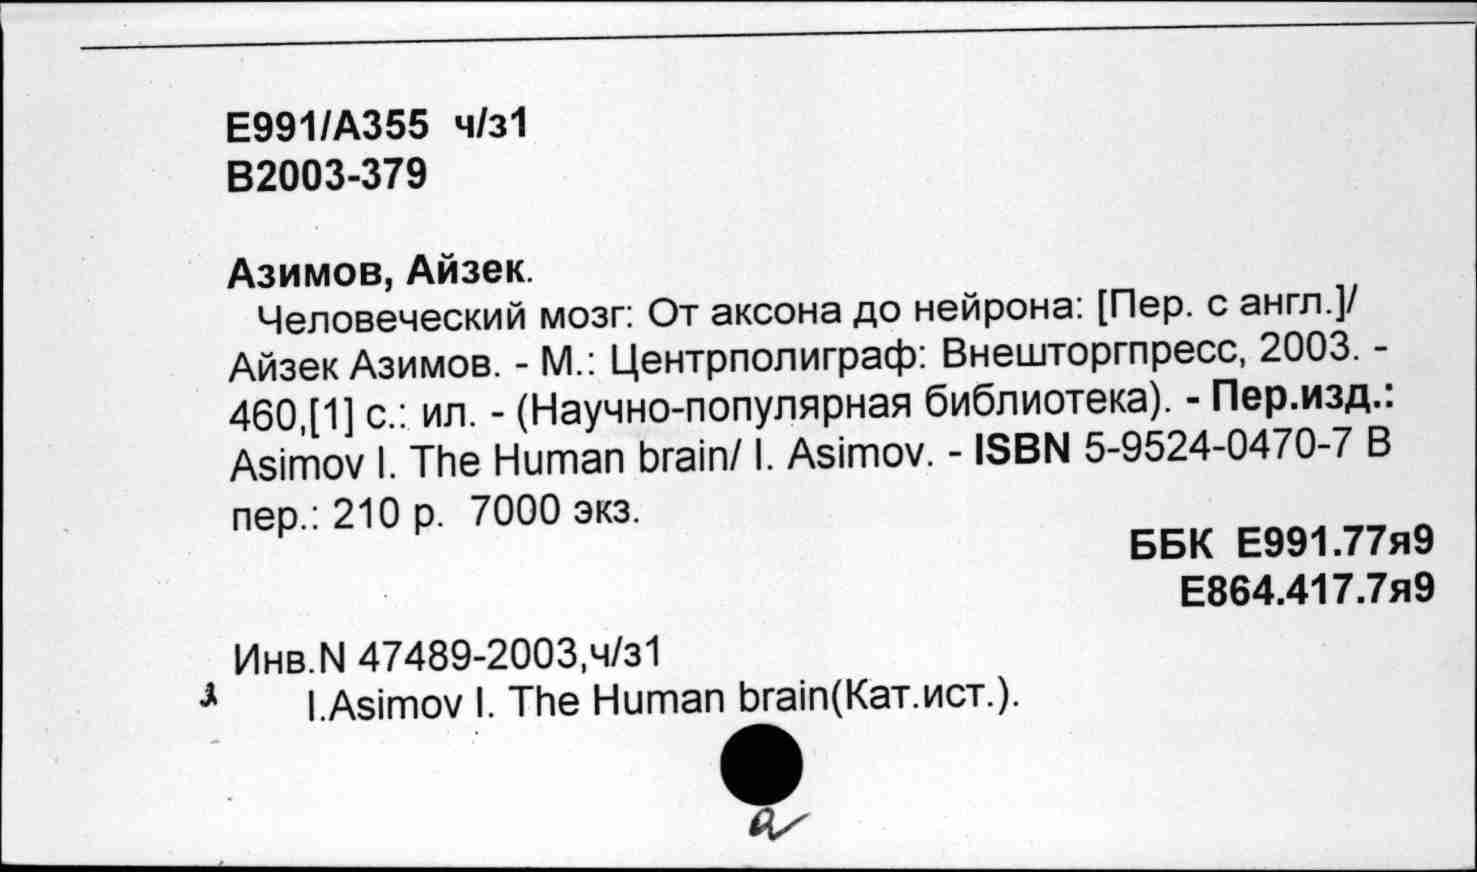 Е991/А355 ч/з1
В2003-379
Азимов, Айзек.
Человеческий мозг: От аксона до нейрона: [Пер. с англ.]/
Айзек Азимов. - М.: Центрполиграф: Внешторгпресс, 2003. -
460,[1] с.: ил. - (Научно-популярная библиотека). - Пер.изд.:
Asimov I. The Human brain/ I. Asimov. - ISBN 5-9524-0470-7 В
пер.: 210 р. 7000 экз.
ББК Е991.77я9
Е864.417.7я9
Инв.N 47489-2003,ч/з1
I.Asimov I. The Human brain(Кат.ист.).